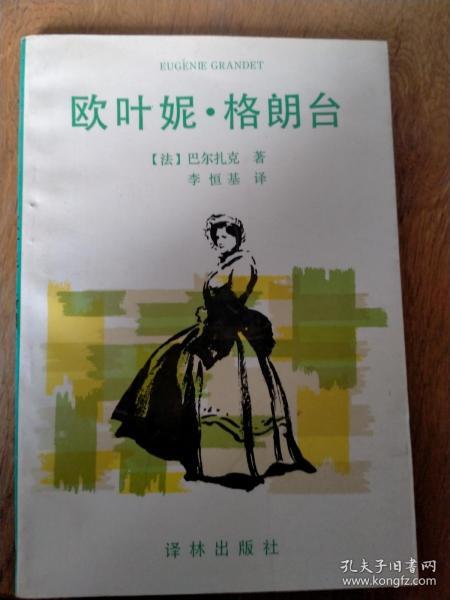 EUGÉNIE GRANDET
欧叶妮·格朗台
【法】巴尔扎克 著
李恒基 译
译林出版社
孔夫子旧书网
www.kongfz.com